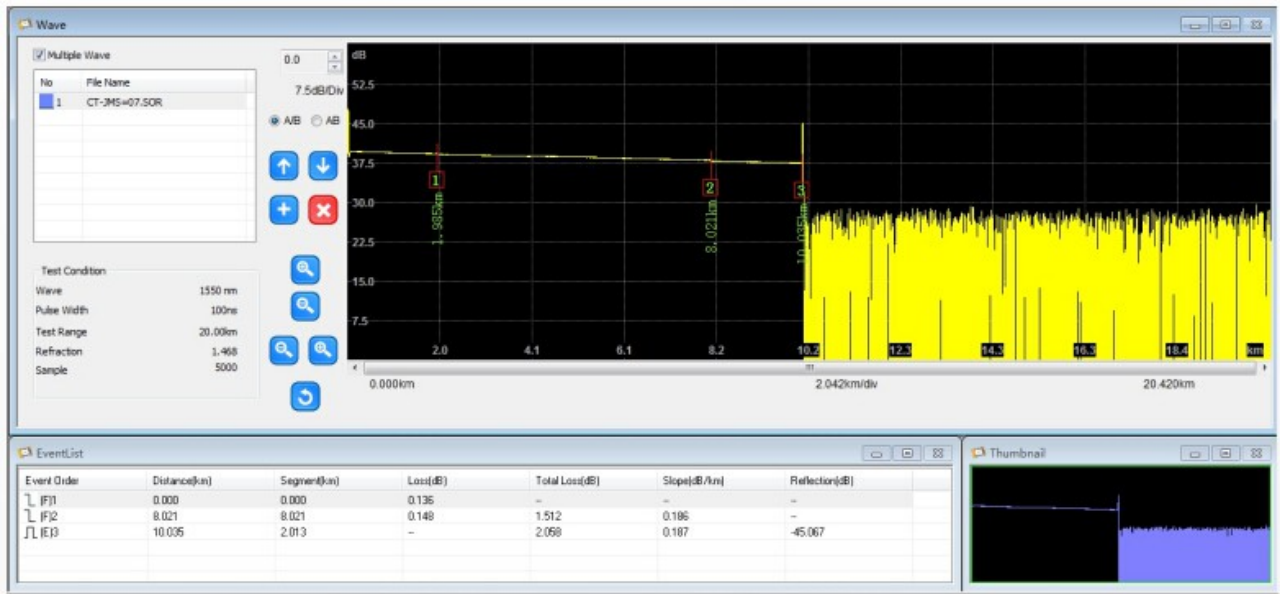 Wave
Multiple Wave
No File Name
1 CT-JMS=07.SOR
0.0
7.5dB/Div
A/B AB
Test Condition
Wave 1550 nm
Pulse Width 100ns
Test Range 20.00km
Refraction 1.468
Sample 5000
dB
52.5
45.0
37.5
30.0
22.5
15.0
7.5
1
1.985km
2
8.021km
3
10.035km
2.0 4.1 6.1 8.2 10.2 12.3 14.3 16.3 18.4 km
0.000km 2.042km/div 20.420km
EventList
Event Order Distance(km) Segment(km) Loss(dB) Total Loss(dB) Slope(dB/km) Reflection(dB)
(F)1 0.000 0.000 0.136 -- -- --
(F)2 8.021 8.021 0.148 1.512 0.186 --
(E)3 10.035 2.013 -- 2.058 0.187 -45.067
Thumbnail